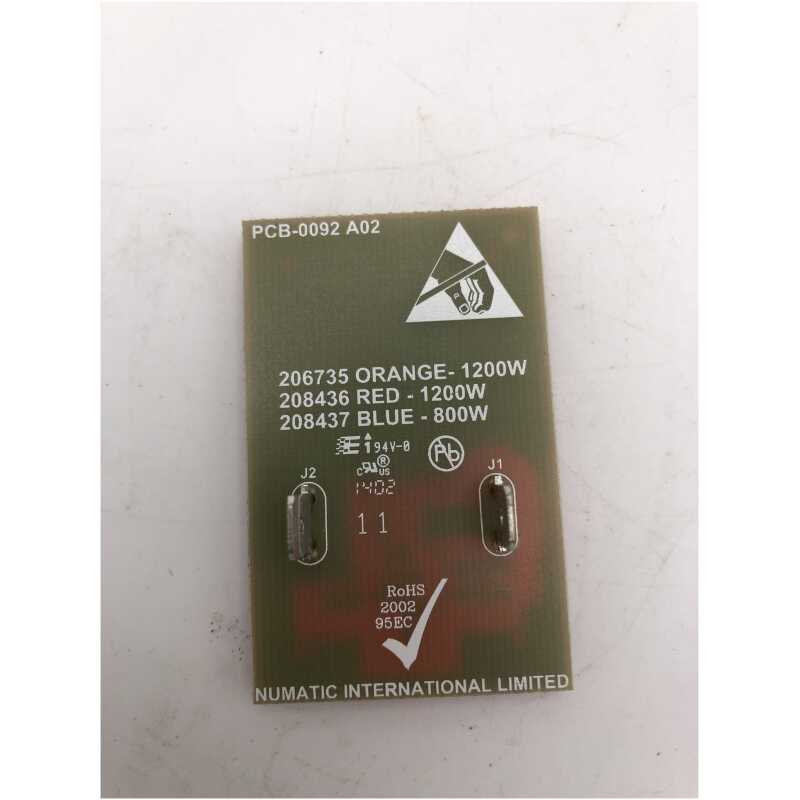 PCB-0092 A02
206735 ORANGE- 1200W
208436 RED - 1200W
208437 BLUE - 800W
94V-0
Pb
C US
J2
J1
1402
11
RoHS
2002
95EC
NUMATIC INTERNATIONAL LIMITED